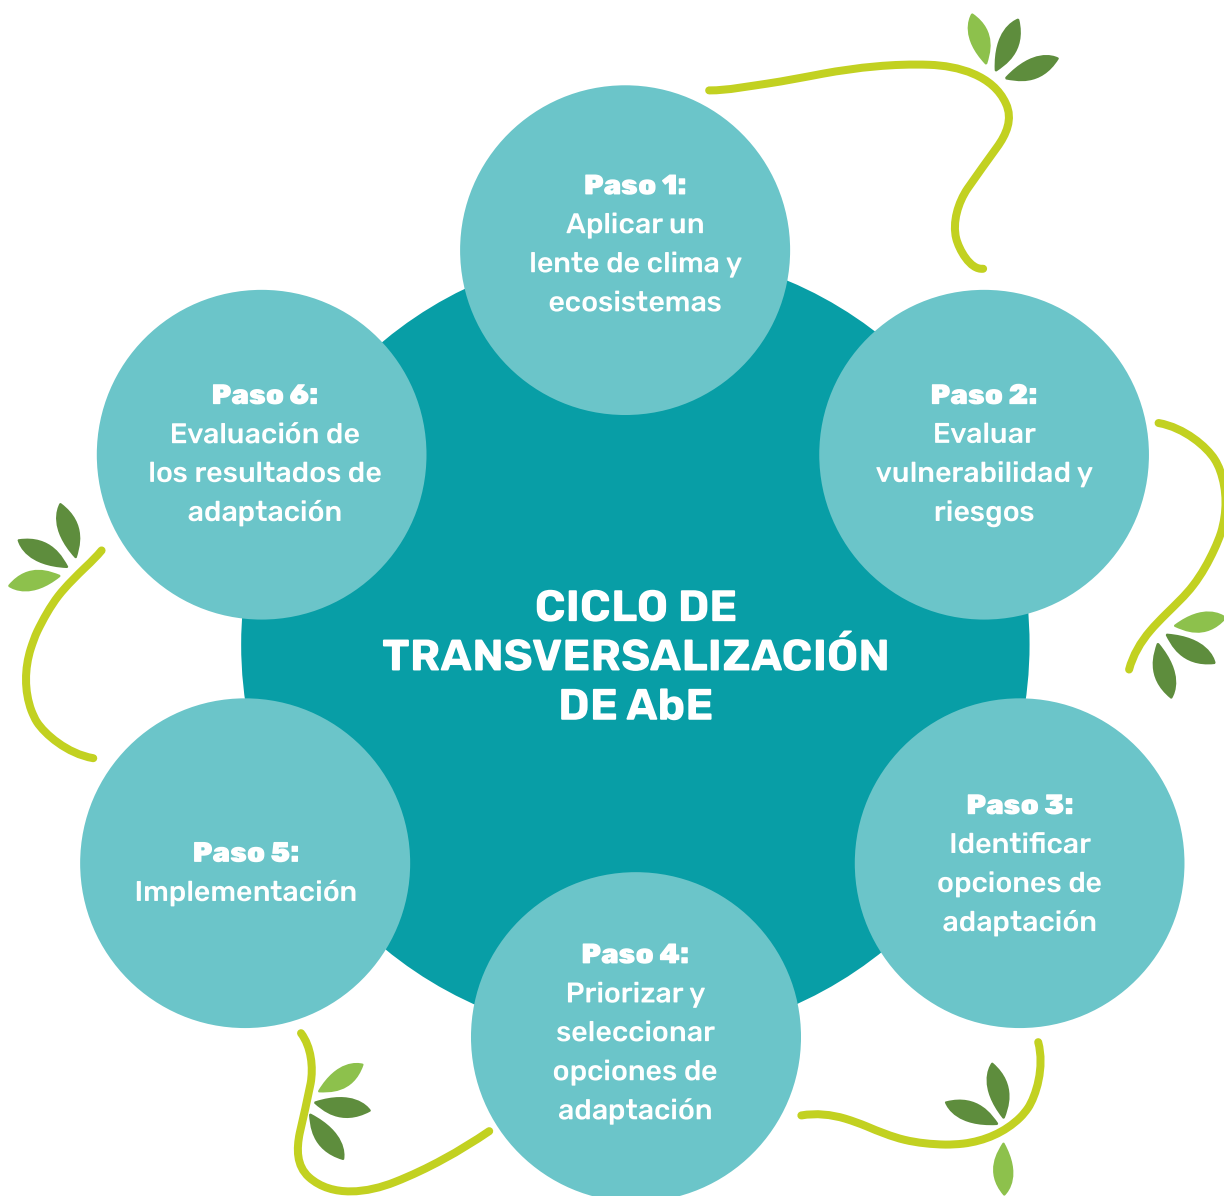 Paso 1:
Aplicar un
lente de clima y
ecosistemas
Paso 2:
Evaluar
vulnerabilidad y
riesgos
Paso 3:
Identificar
opciones de
adaptación
Paso 4:
Priorizar y
seleccionar
opciones de
adaptación
Paso 5:
Implementación
Paso 6:
Evaluación de
los resultados de
adaptación
CICLO DE
TRANSVERSALIZACIÓN
DE AbE